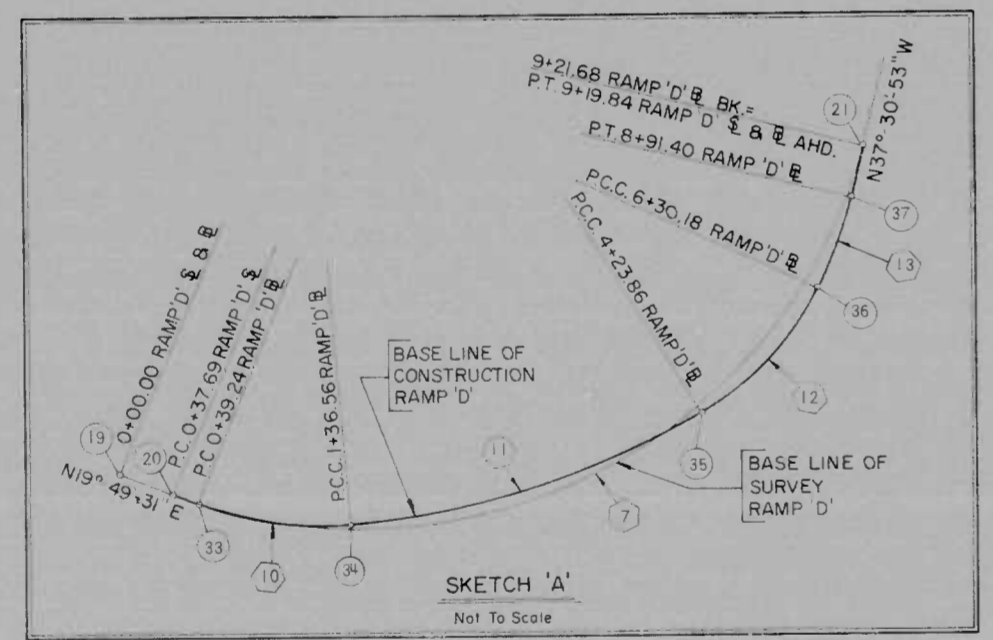 9+21.68 RAMP 'D' ℄ BK.=
P.T. 9+19.84 RAMP 'D' ℄ & ℄ AHD.
P.T. 8+91.40 RAMP 'D' ℄
P.C.C. 6+30.18 RAMP 'D' ℄
P.C.C. 4+23.86 RAMP 'D' ℄
21
N37°-30'-53"W
37
13
36
12
0+00.00 RAMP 'D' ℄ & ℄
P.C. 0+37.69 RAMP 'D' ℄
P.C 0+39.24 RAMP 'D' ℄
P.C.C. 1+36.56 RAMP 'D' ℄
BASE LINE OF
CONSTRUCTION
RAMP 'D'
19
20
N19° 49'31"E
11
35
7
BASE LINE OF
SURVEY
RAMP 'D'
33
10
34
SKETCH 'A'
Not To Scale